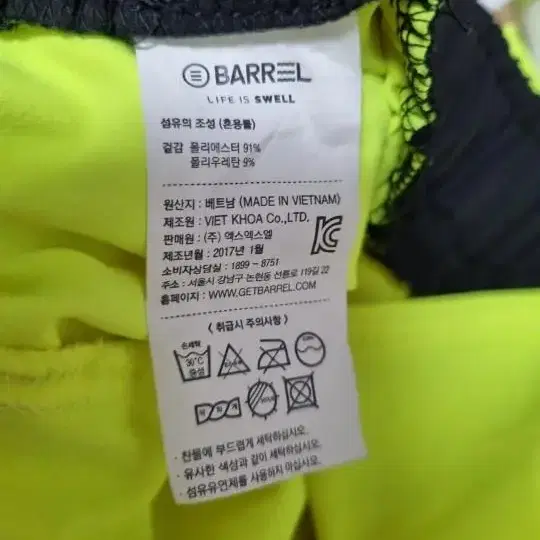 BARREL
LIFE IS SWELL
섬유의 조성 (혼용률)
겉감 폴리에스터 91%
폴리우레탄 9%
원산지 : 베트남 (MADE IN VIETNAM)
제조원 : VIET KHOA Co.,LTD.
판매원 : (주) 엑스엑스엘
제조년월 : 2017년 1월
소비자상담실 : 1899 - 8751
주소 : 서울시 강남구 논현동 선릉로 119길 22
홈페이지 : WWW.GETBARREL.COM
< 취급시 주의사항 >
손세탁
30℃
중성
· 찬물에 부드럽게 세탁하십시오.
· 유사한 색상과 같이 세탁하십시오.
· 섬유유연제를 사용하지 마십시오.